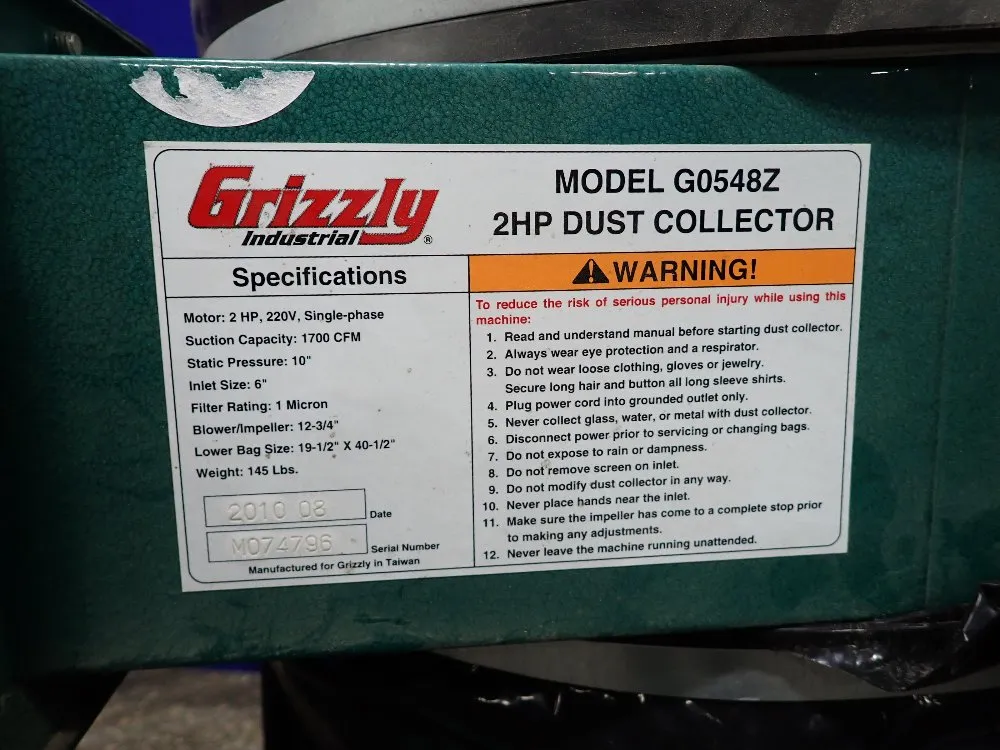 Grizzly
Industrial®
MODEL G0548Z
2HP DUST COLLECTOR
Specifications
Motor: 2 HP, 220V, Single-phase
Suction Capacity: 1700 CFM
Static Pressure: 10"
Inlet Size: 6"
Filter Rating: 1 Micron
Blower/Impeller: 12-3/4"
Lower Bag Size: 19-1/2" X 40-1/2"
Weight: 145 Lbs.
2010 08 Date
M074796 Serial Number
Manufactured for Grizzly in Taiwan
WARNING!
To reduce the risk of serious personal injury while using this
machine:
1. Read and understand manual before starting dust collector.
2. Always wear eye protection and a respirator.
3. Do not wear loose clothing, gloves or jewelry.
Secure long hair and button all long sleeve shirts.
4. Plug power cord into grounded outlet only.
5. Never collect glass, water, or metal with dust collector.
6. Disconnect power prior to servicing or changing bags.
7. Do not expose to rain or dampness.
8. Do not remove screen on inlet.
9. Do not modify dust collector in any way.
10. Never place hands near the inlet.
11. Make sure the impeller has come to a complete stop prior
to making any adjustments.
12. Never leave the machine running unattended.